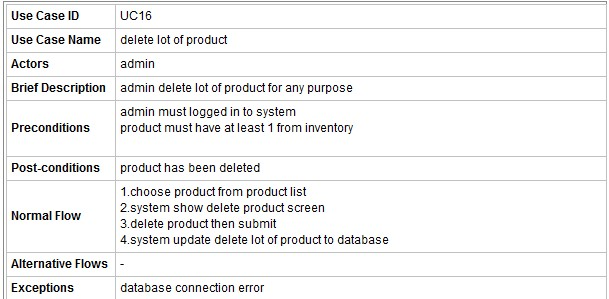 Use Case ID UC16
Use Case Name delete lot of product
Actors admin
Brief Description admin delete lot of product for any purpose
Preconditions admin must logged in to system
product must have at least 1 from inventory
Post-conditions product has been deleted
Normal Flow 1.choose product from product list
2.system show delete product screen
3.delete product then submit
4.system update delete lot of product to database
Alternative Flows -
Exceptions database connection error